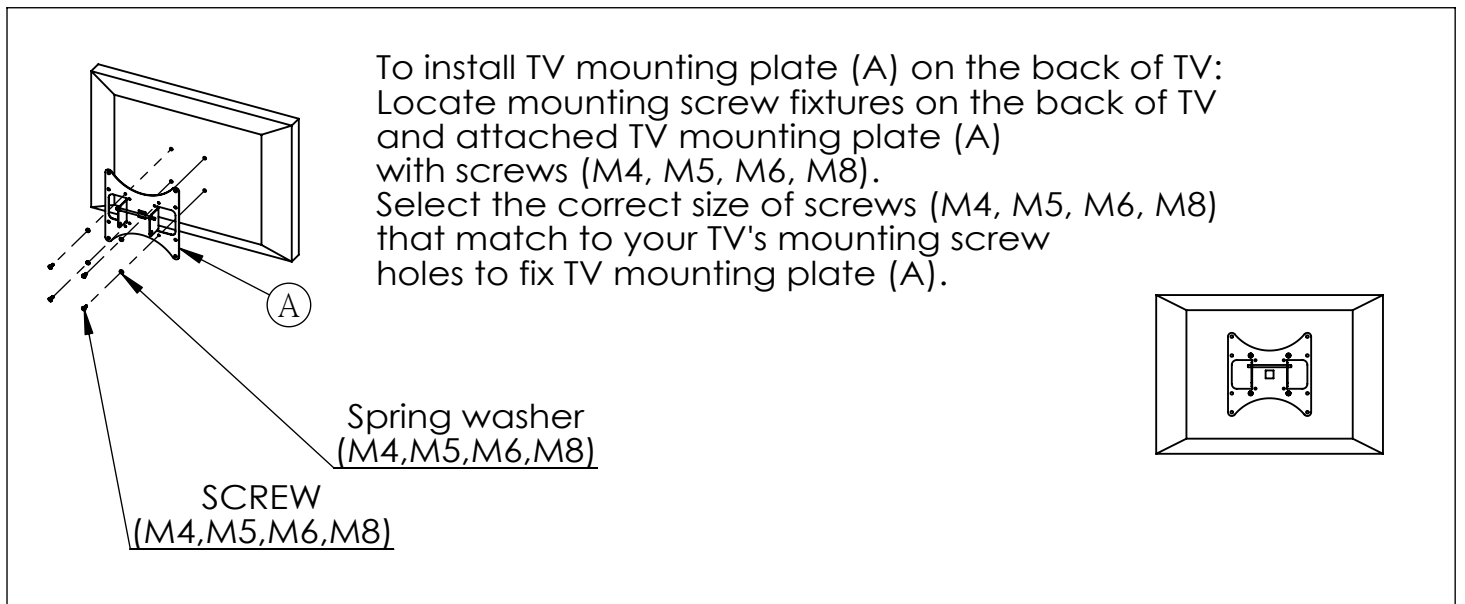 To install TV mounting plate (A) on the back of TV:
Locate mounting screw fixtures on the back of TV
and attached TV mounting plate (A)
with screws (M4, M5, M6, M8).
Select the correct size of screws (M4, M5, M6, M8)
that match to your TV's mounting screw
holes to fix TV mounting plate (A).
A
Spring washer
(M4,M5,M6,M8)
SCREW
(M4,M5,M6,M8)